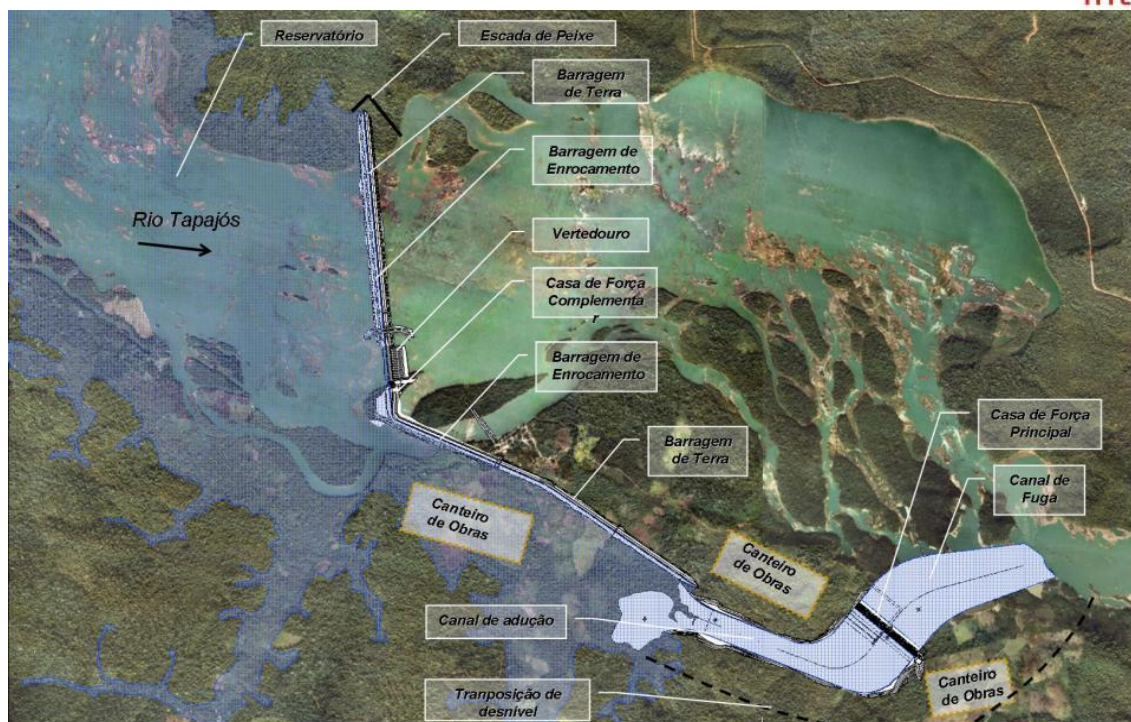 Reservatório
Escada de Peixe
Barragem
de Terra
Barragem de
Enrocamento
Rio Tapajós
Vertedouro
Casa de Força
Complementa
r
Barragem de
Enrocamento
Casa de Força
Principal
Barragem
de Terra
Canal de
Fuga
Canteiro
de Obras
Canteiro
de Obras
Canal de adução
Canteiro
de Obras
Tranposição de
desnível